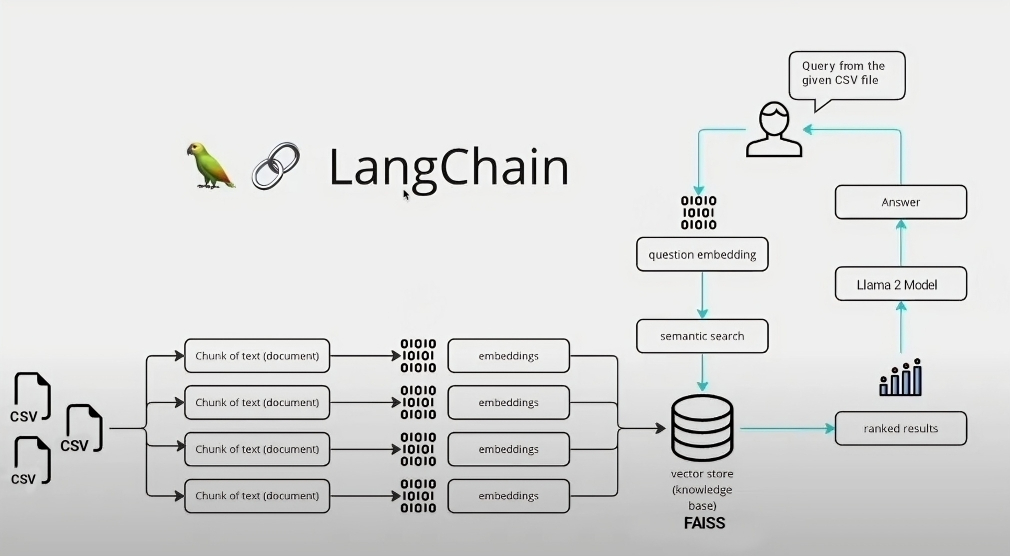 Query from the
given CSV file
LangChain
01010
10101
01010
Answer
question embedding
Llama 2 Model
semantic search
Chunk of text (document)
01010
10101
01010
embeddings
CSV
CSV
CSV
Chunk of text (document)
01010
10101
01010
embeddings
Chunk of text (document)
01010
10101
01010
embeddings
Chunk of text (document)
01010
10101
01010
embeddings
ranked results
vector store
(knowledge
base)
FAISS